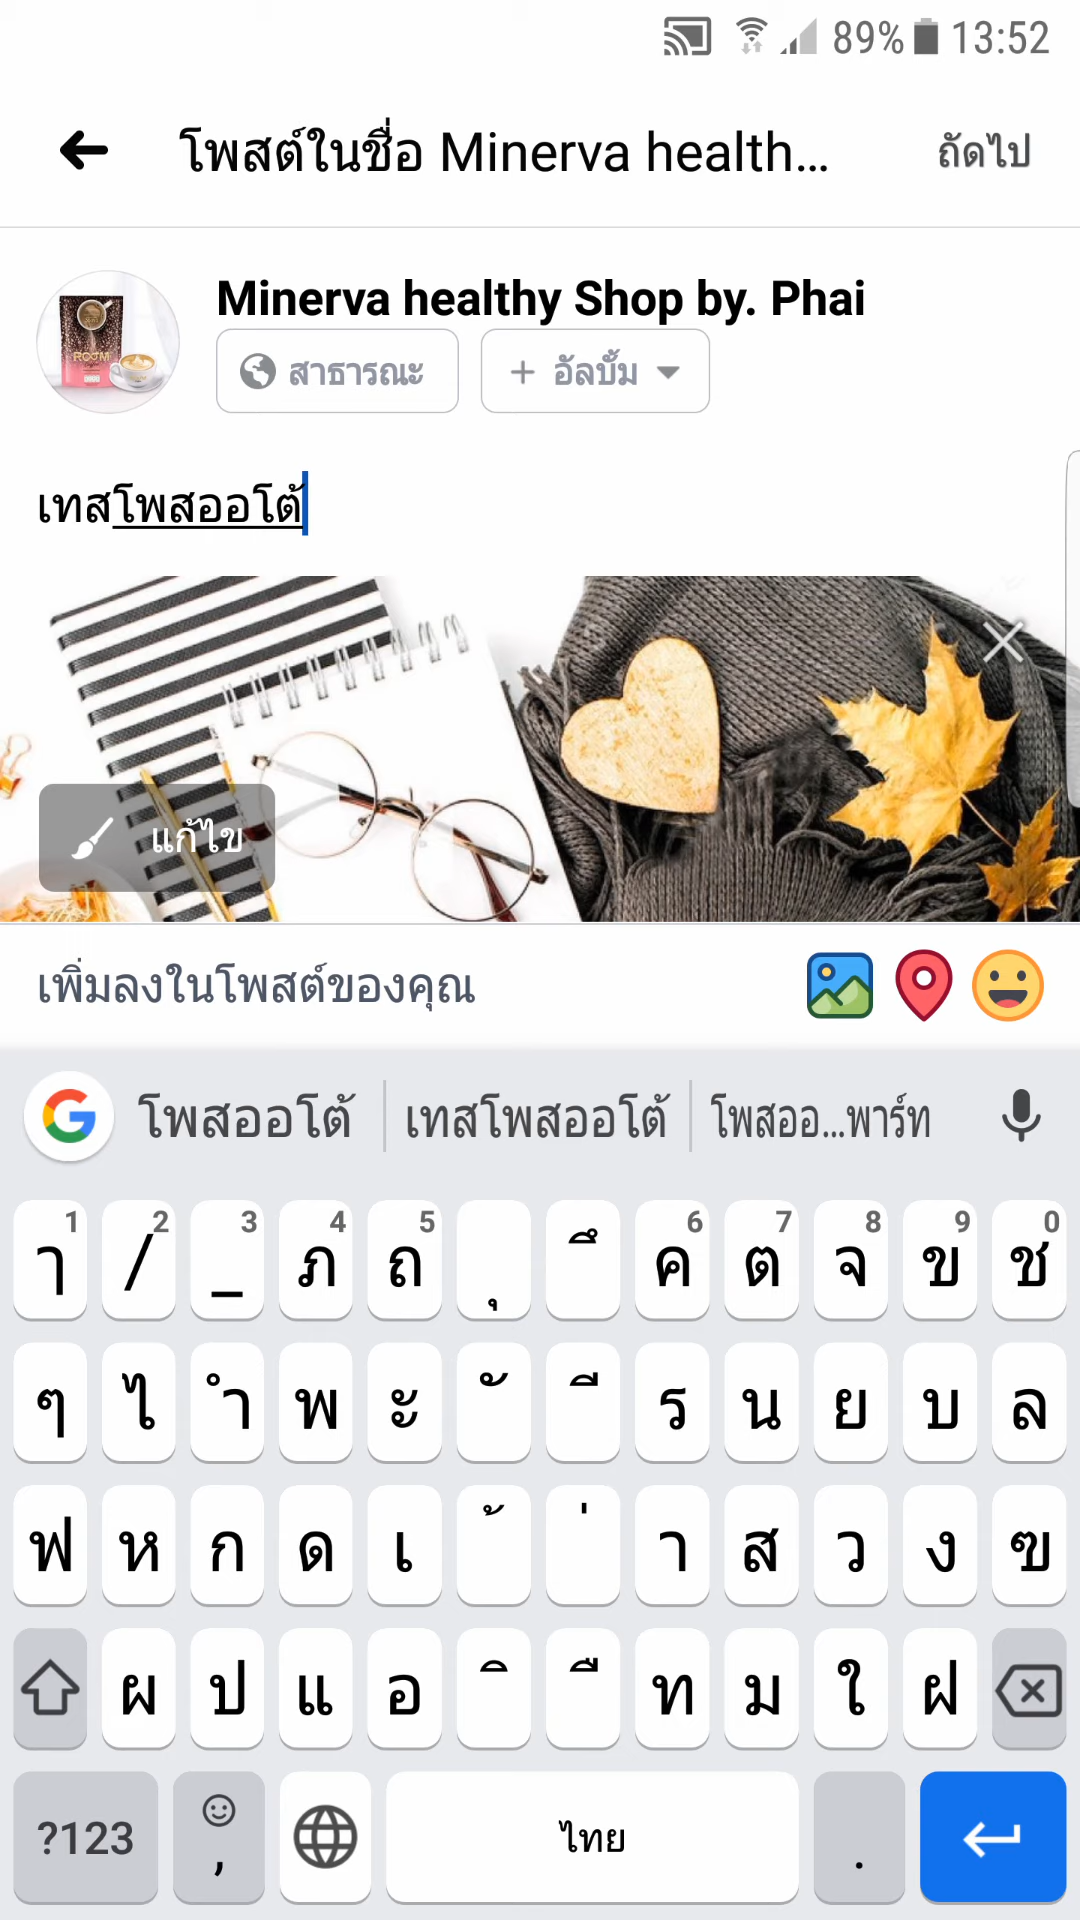 89% 13:52
โพสต์ในชื่อ Minerva health... ถัดไป
Minerva healthy Shop by. Phai
สาธารณะ + อัลบั้ม
ROOM
เทสโพสออโต้
แก้ไข
เพิ่มลงในโพสต์ของคุณ
G โพสออโต้ เทสโพสออโต้ โพสออ...พาร์ท
1 2 3 4 5 6 7 8 9 0
ๅ / _ ภ ถ ุ ึ ค ต จ ข ช
ๆ ไ ำ พ ะ ั ี ร น ย บ ล
ฟ ห ก ด เ ้ ่ า ส ว ง ฃ
ผ ป แ อ ิ ื ท ม ใ ฝ
?123 , ไทย .